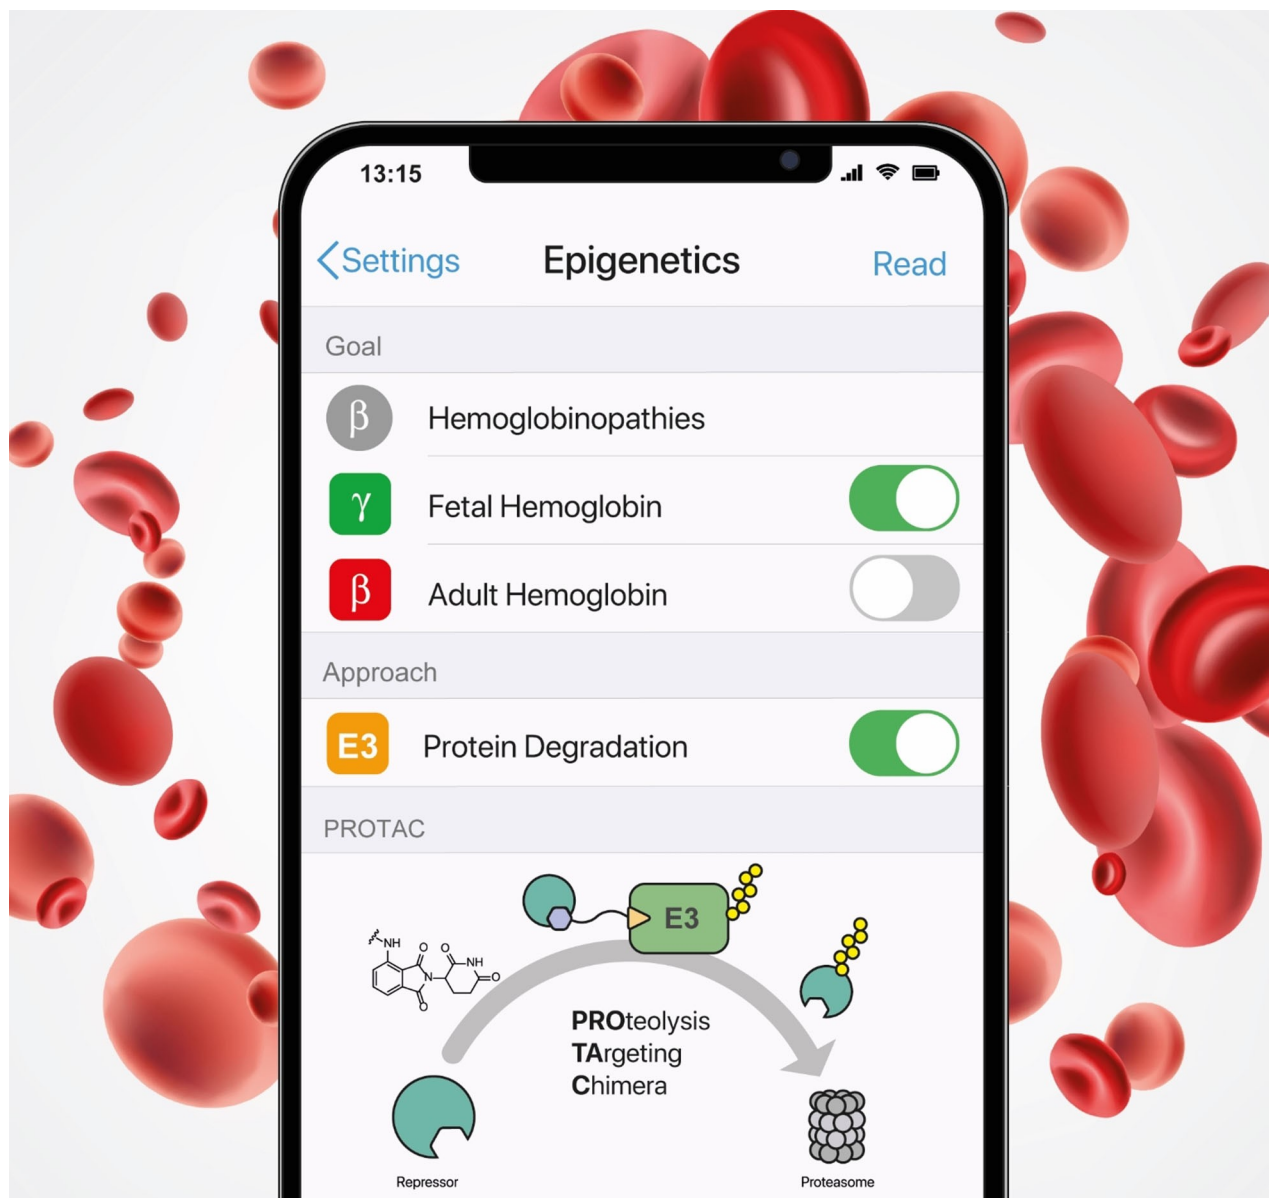 13:15
Settings
Epigenetics
Read
Goal
β
Hemoglobinopathies
γ
Fetal Hemoglobin
β
Adult Hemoglobin
Approach
E3
Protein Degradation
PROTAC
E3
NH
O
O
NH
N
O
O
PROteolysis
TArgeting
Chimera
Repressor
Proteasome